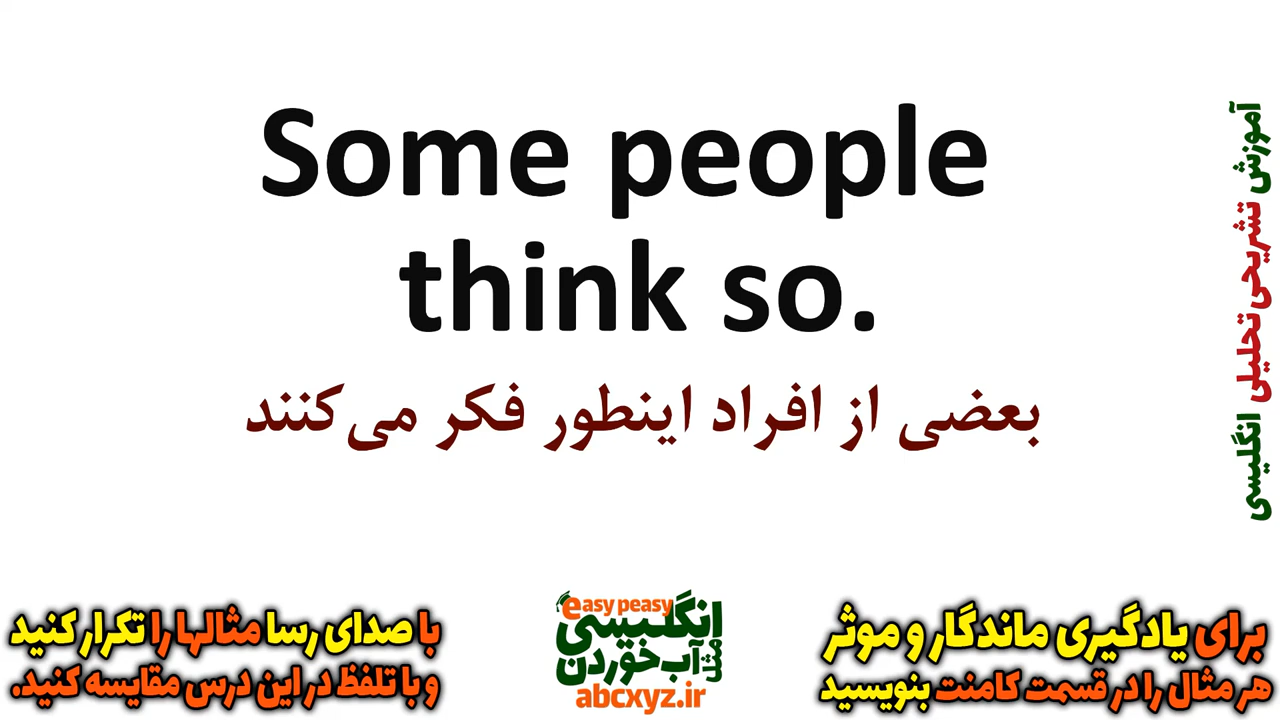 Some people
think so.
بعضی از افراد اینطور فکر می‌کنند
آموزش تشریحی تحلیلی انگلیسی
با صدای رسا مثالها را تکرار کنید
و با تلفظ در این درس مقایسه کنید.
easy peasy
انگلیسی
مثل آب خوردن
abcxyz.ir
برای یادگیری ماندگار و موثر
هر مثال را در قسمت کامنت بنویسید